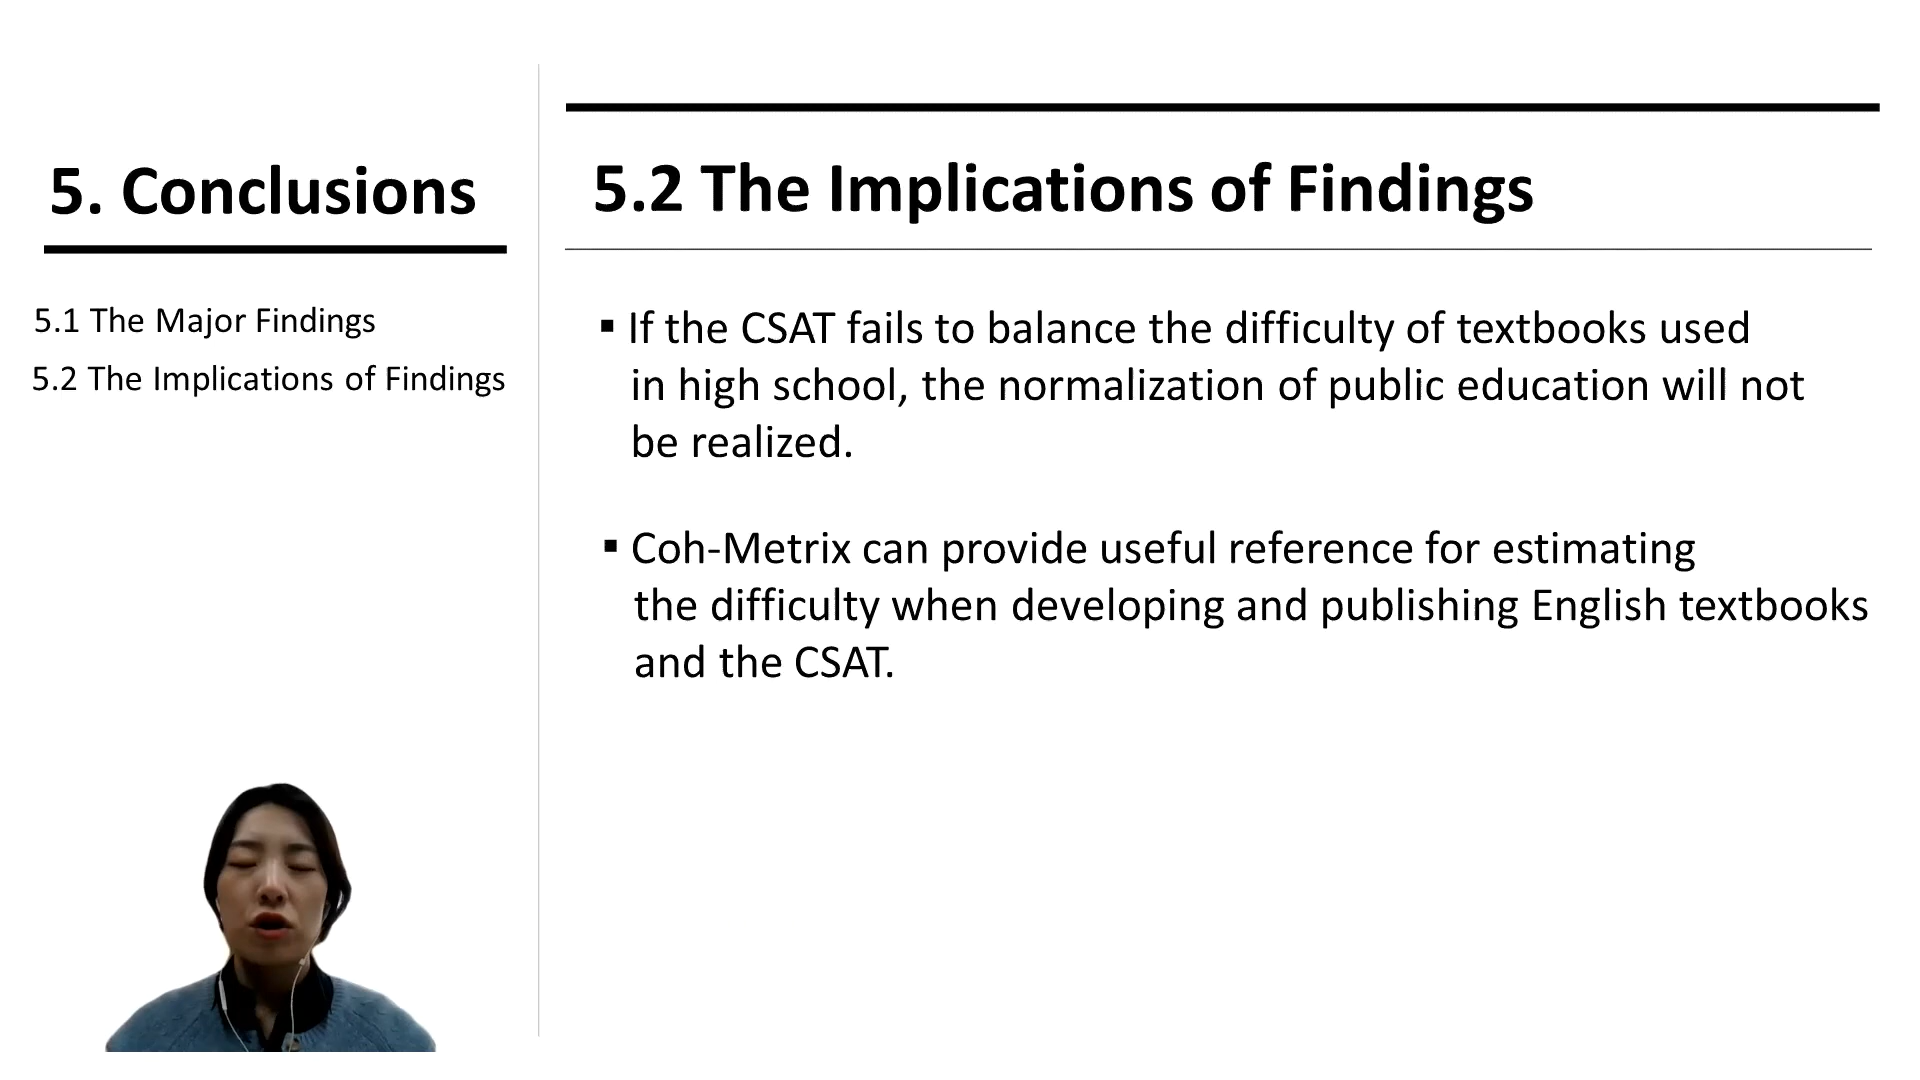 5. Conclusions
5.1 The Major Findings
5.2 The Implications of Findings
5.2 The Implications of Findings
▪ If the CSAT fails to balance the difficulty of textbooks used
in high school, the normalization of public education will not
be realized.
▪ Coh-Metrix can provide useful reference for estimating
the difficulty when developing and publishing English textbooks
and the CSAT.